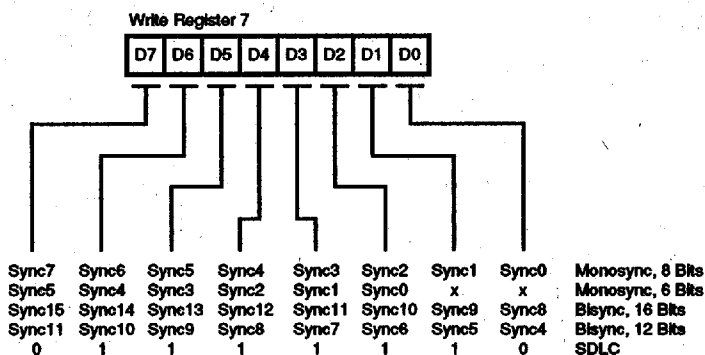 Write Register 7
D7 D6 D5 D4 D3 D2 D1 D0
Sync7 Sync6 Sync5 Sync4 Sync3 Sync2 Sync1 Sync0 Monosync, 8 Bits
Sync5 Sync4 Sync3 Sync2 Sync1 Sync0 x x Monosync, 6 Bits
Sync15 Sync14 Sync13 Sync12 Sync11 Sync10 Sync9 Sync8 Bisync, 16 Bits
Sync11 Sync10 Sync9 Sync8 Sync7 Sync6 Sync5 Sync4 Bisync, 12 Bits
0 1 1 1 1 1 1 0 SDLC